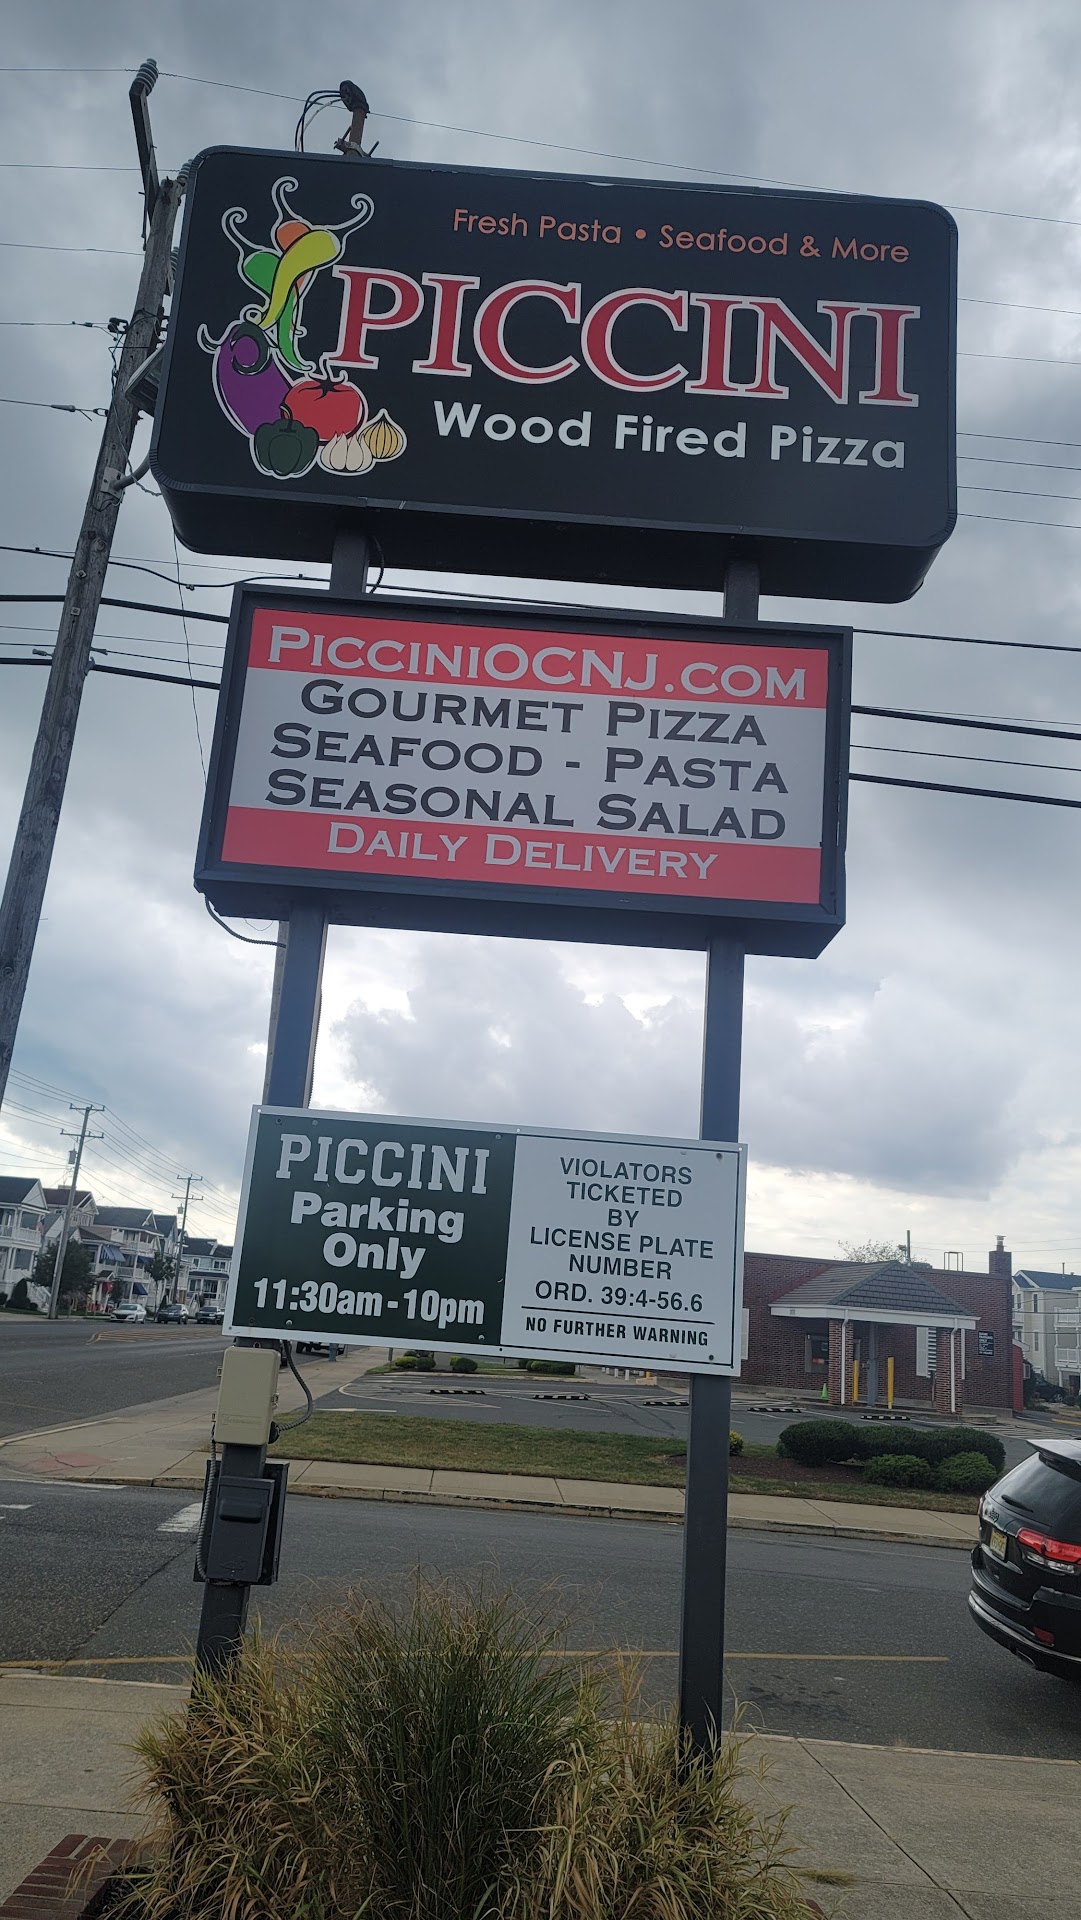 Fresh Pasta • Seafood & More
PICCINI
Wood Fired Pizza
PICCINIOCNJ.COM
GOURMET PIZZA
SEAFOOD - PASTA
SEASONAL SALAD
DAILY DELIVERY
PICCINI
Parking
Only
11:30am - 10pm
VIOLATORS
TICKETED
BY
LICENSE PLATE
NUMBER
ORD. 39:4-56.6
NO FURTHER WARNING